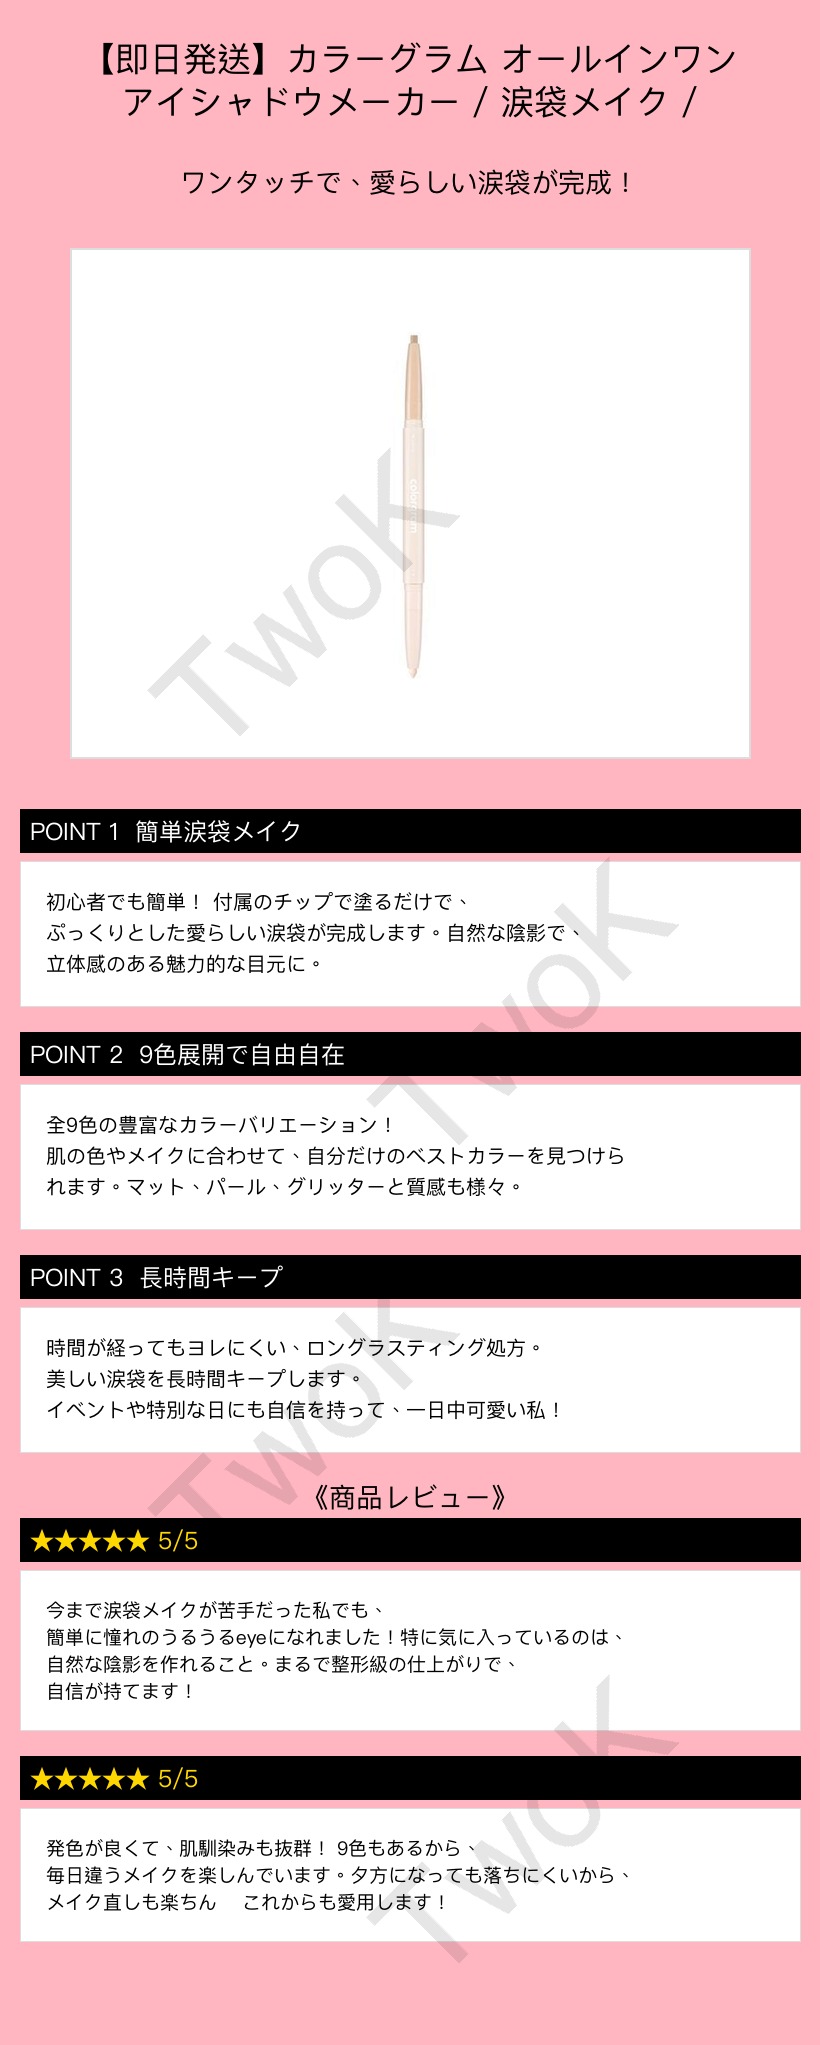 【即日発送】カラーグラム オールインワン
アイシャドウメーカー / 涙袋メイク /
ワンタッチで、愛らしい涙袋が完成！
colorgram
TwoK
POINT 1 簡単涙袋メイク
初心者でも簡単！ 付属のチップで塗るだけで、
ぷっくりとした愛らしい涙袋が完成します。自然な陰影で、
立体感のある魅力的な目元に。
TwoK
POINT 2 9色展開で自由自在
全9色の豊富なカラーバリエーション！
肌の色やメイクに合わせて、自分だけのベストカラーを見つけら
れます。マット、パール、グリッターと質感も様々。
POINT 3 長時間キープ
時間が経ってもヨレにくい、ロングラスティング処方。
美しい涙袋を長時間キープします。
イベントや特別な日にも自信を持って、一日中可愛い私！
TwoK
《商品レビュー》
★★★★★ 5/5
今まで涙袋メイクが苦手だった私でも、
簡単に憧れのうるうるeyeになれました！特に気に入っているのは、
自然な陰影を作れること。まるで整形級の仕上がりで、
自信が持てます！
★★★★★ 5/5
発色が良くて、肌馴染みも抜群！ 9色もあるから、
毎日違うメイクを楽しんでいます。夕方になっても落ちにくいから、
メイク直しも楽ちん　これからも愛用します！
TwoK